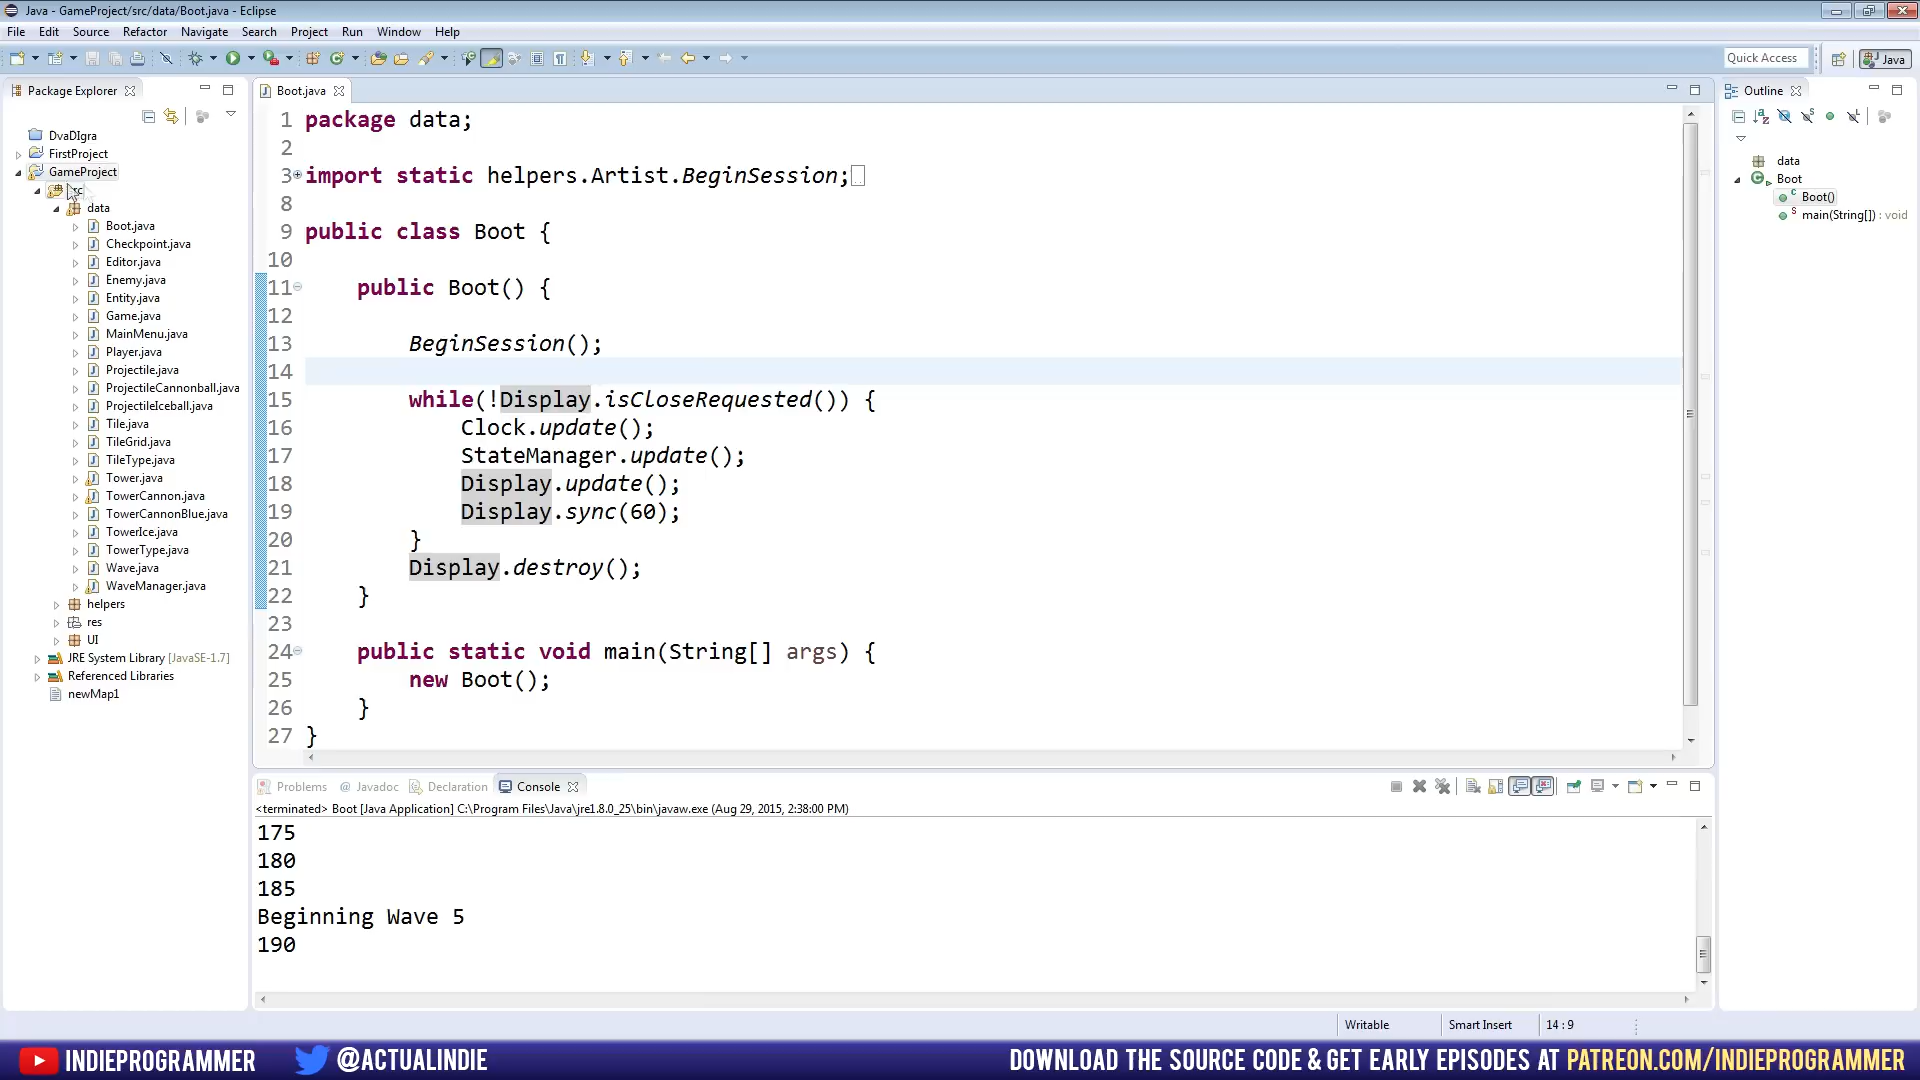 Java - GameProject/src/data/Boot.java - Eclipse
File Edit Source Refactor Navigate Search Project Run Window Help
Quick Access
Java
Package Explorer
DvaDIgra
FirstProject
GameProject
data
Boot.java
Checkpoint.java
Editor.java
Enemy.java
Entity.java
Game.java
MainMenu.java
Player.java
Projectile.java
ProjectileCannonball.java
ProjectileIceball.java
Tile.java
TileGrid.java
TileType.java
Tower.java
TowerCannon.java
TowerCannonBlue.java
TowerIce.java
TowerType.java
Wave.java
WaveManager.java
helpers
res
UI
JRE System Library [JavaSE-1.7]
Referenced Libraries
newMap1
Boot.java
1 package data;
2
3 import static helpers.Artist.BeginSession;
8
9 public class Boot {
10
11 public Boot() {
12
13 BeginSession();
14
15 while(!Display.isCloseRequested()) {
16 Clock.update();
17 StateManager.update();
18 Display.update();
19 Display.sync(60);
20 }
21 Display.destroy();
22 }
23
24 public static void main(String[] args) {
25 new Boot();
26 }
27 }
Outline
data
Boot
Boot()
main(String[]) : void
Problems @ Javadoc Declaration Console
<terminated> Boot [Java Application] C:\Program Files\Java\jre1.8.0_25\bin\javaw.exe (Aug 29, 2015, 2:38:00 PM)
175
180
185
Beginning Wave 5
190
Writable Smart Insert 14 : 9
INDIEPROGRAMMER @ACTUALINDIE DOWNLOAD THE SOURCE CODE & GET EARLY EPISODES AT PATREON.COM/INDIEPROGRAMMER